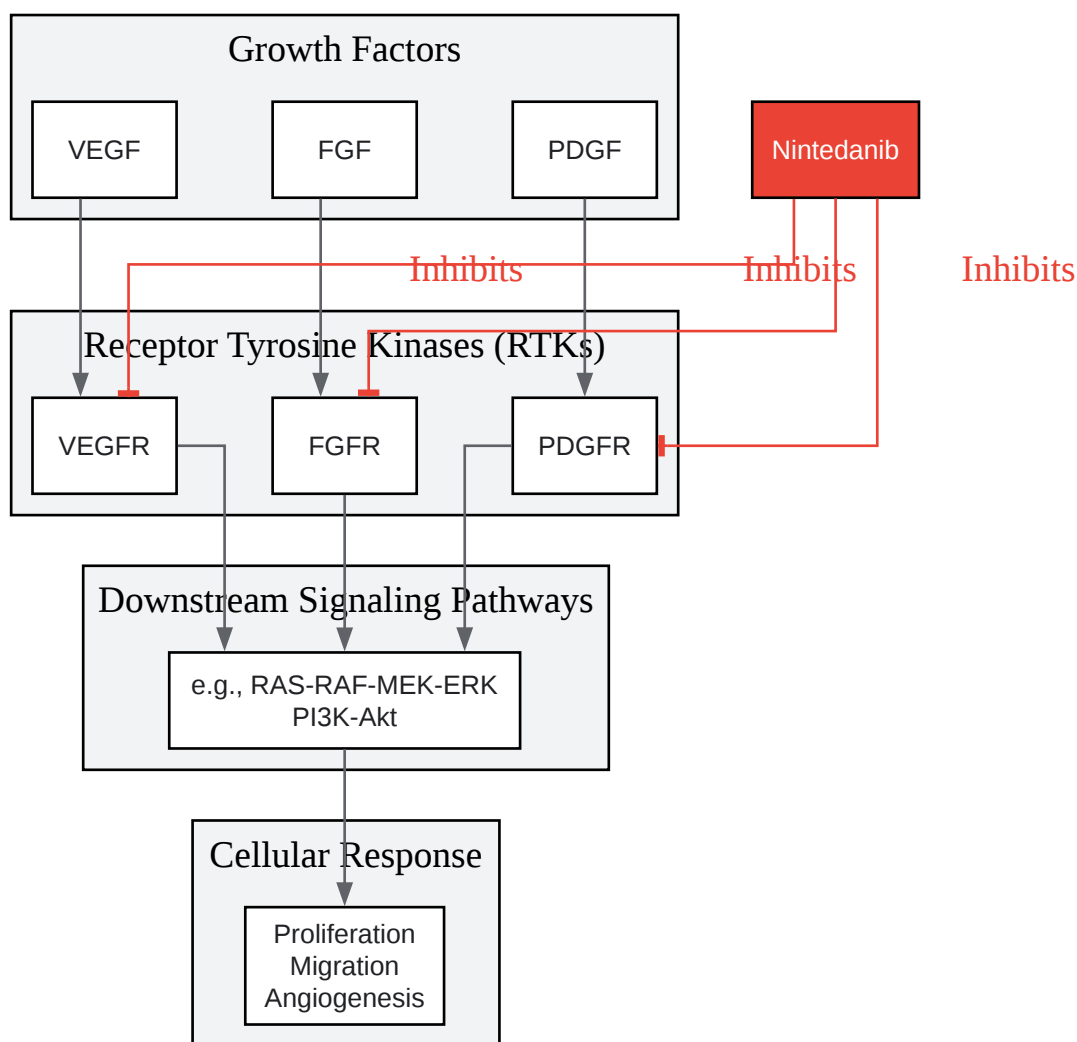 Growth Factors
VEGF
FGF
PDGF
Nintedanib
Inhibits
Inhibits
Inhibits
Receptor Tyrosine Kinases (RTKs)
VEGFR
FGFR
PDGFR
Downstream Signaling Pathways
e.g., RAS-RAF-MEK-ERK
PI3K-Akt
Cellular Response
Proliferation
Migration
Angiogenesis